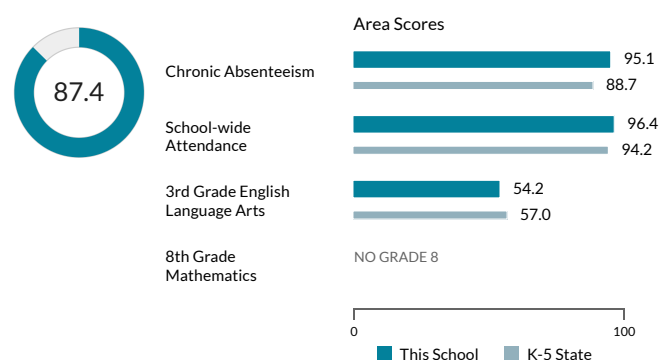 Area Scores
87.4
Chronic Absenteeism
95.1
88.7
School-wide
Attendance
96.4
94.2
3rd Grade English
Language Arts
54.2
57.0
8th Grade
Mathematics
NO GRADE 8
0
100
This School
K-5 State